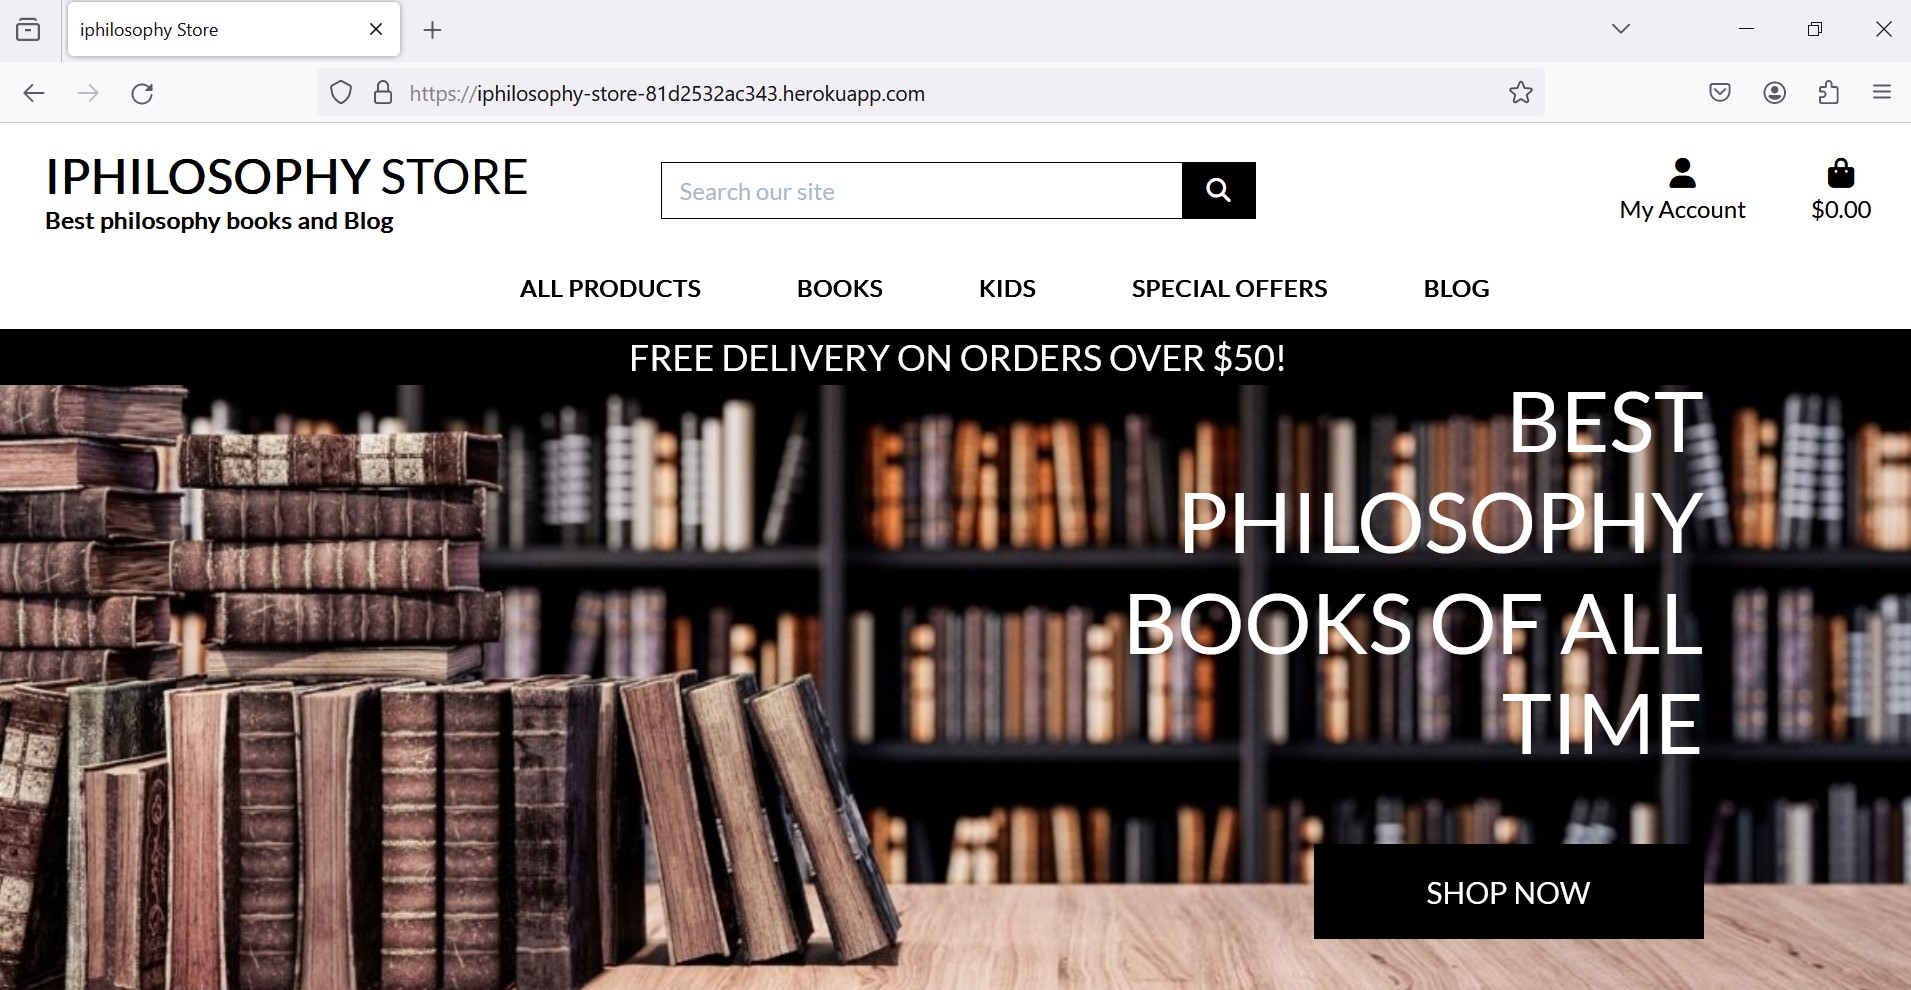 iphilosophy Store
https://iphilosophy-store-81d2532ac343.herokuapp.com
IPHILOSOPHY STORE
Best philosophy books and Blog
Search our site
My Account
$0.00
ALL PRODUCTS BOOKS KIDS SPECIAL OFFERS BLOG
FREE DELIVERY ON ORDERS OVER $50!
BEST
PHILOSOPHY
BOOKS OF ALL
TIME
SHOP NOW